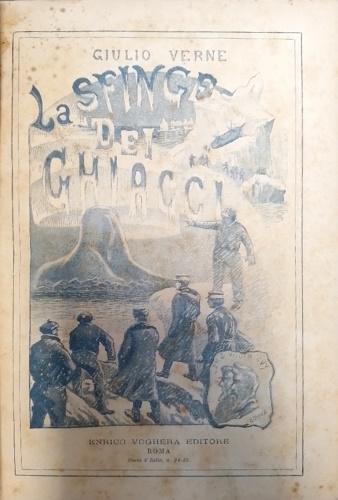 GIULIO VERNE
La SFINGE
DEI
GHIACCI
ENRICO VOGHERA EDITORE
ROMA